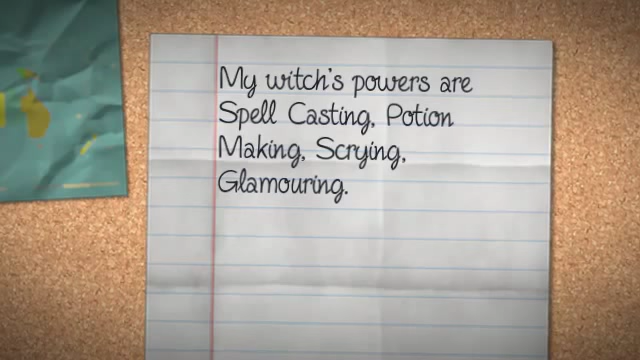 My witch's powers are
Spell Casting, Potion
Making, Scrying,
Glamouring.